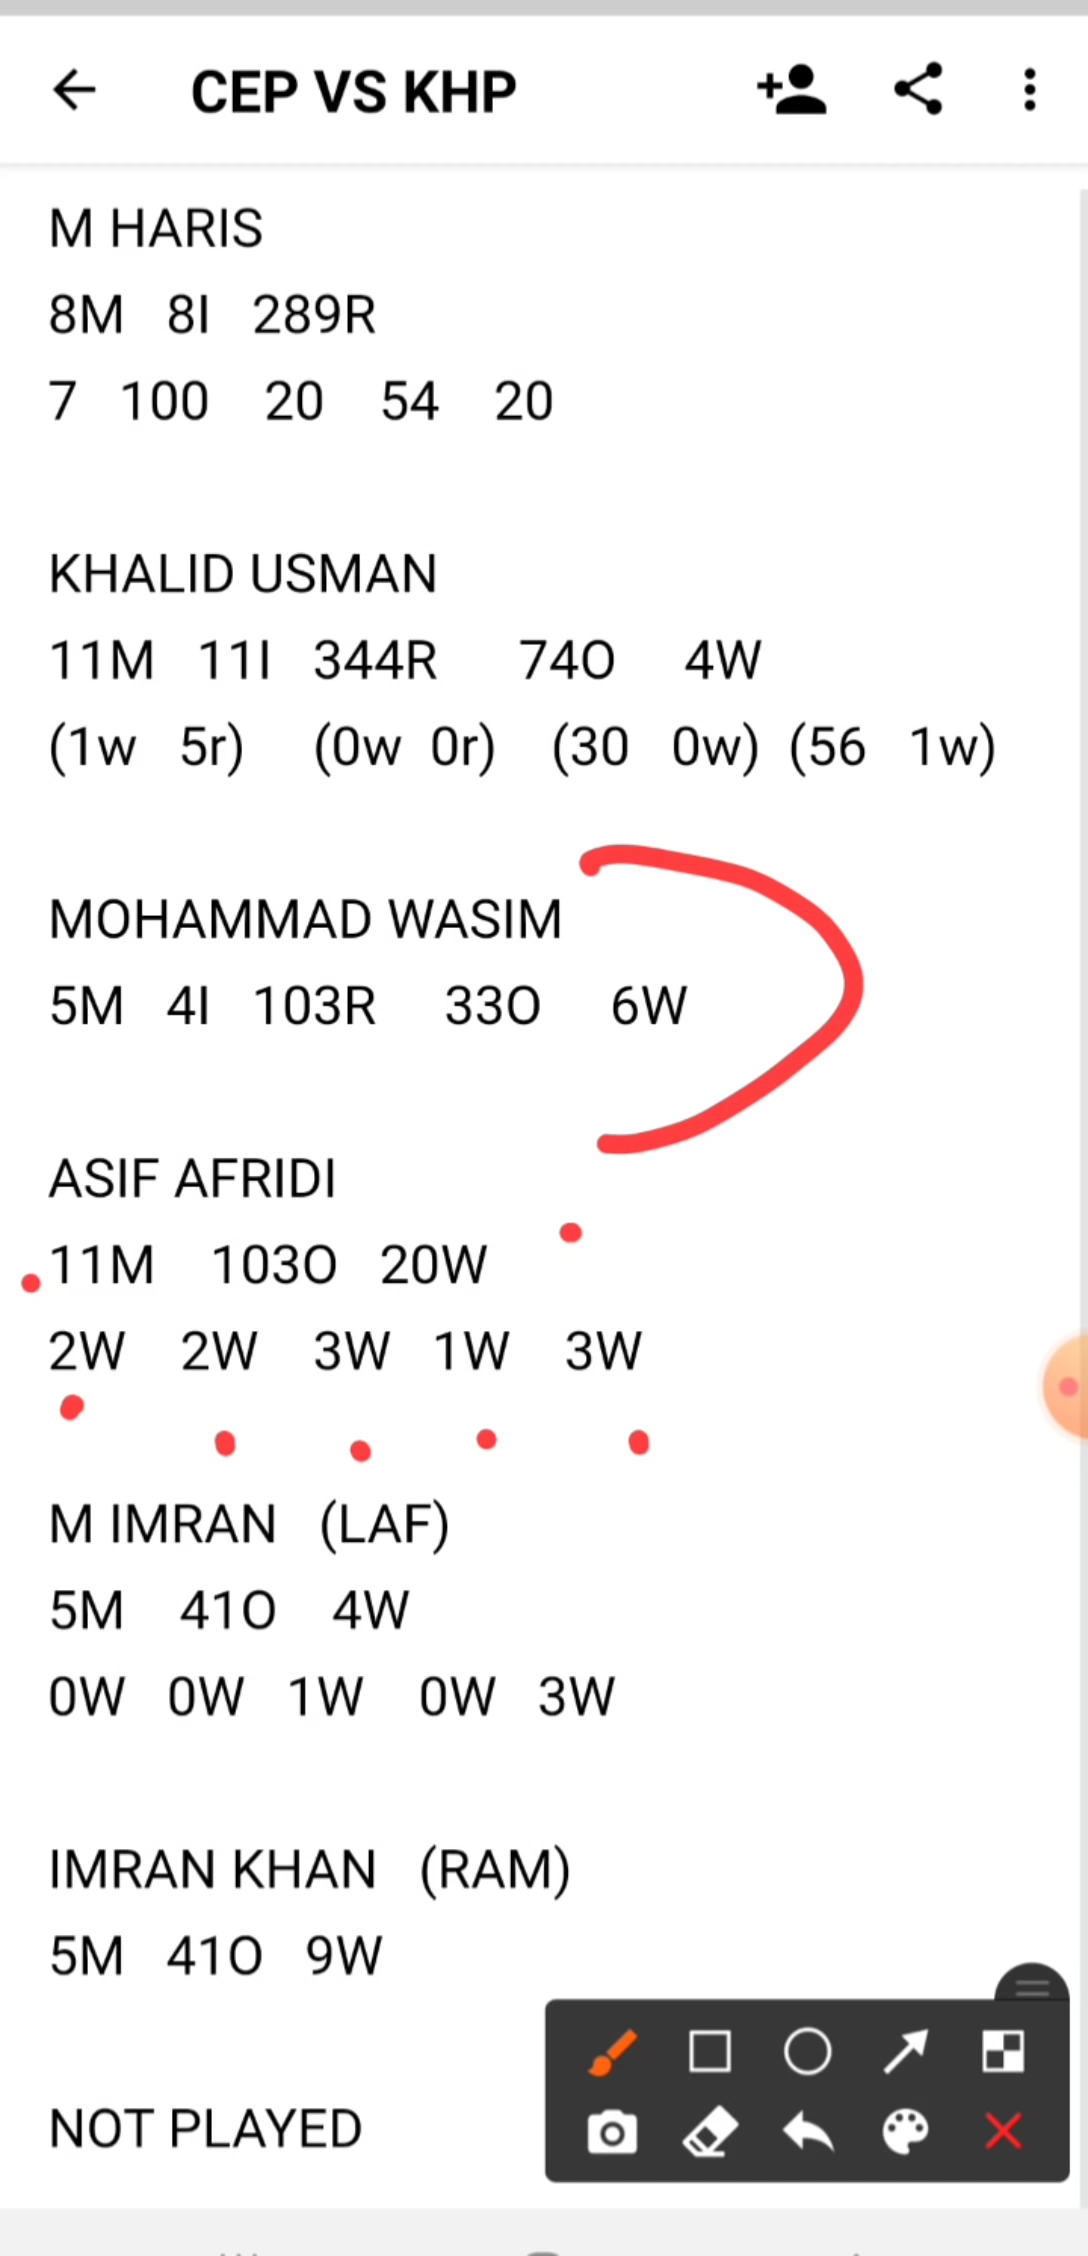 CEP VS KHP
M HARIS
8M 8I 289R
7 100 20 54 20
KHALID USMAN
11M 11I 344R 74O 4W
(1w 5r) (0w 0r) (30 0w) (56 1w)
MOHAMMAD WASIM
5M 4I 103R 33O 6W
ASIF AFRIDI
11M 103O 20W
2W 2W 3W 1W 3W
M IMRAN (LAF)
5M 41O 4W
0W 0W 1W 0W 3W
IMRAN KHAN (RAM)
5M 41O 9W
NOT PLAYED